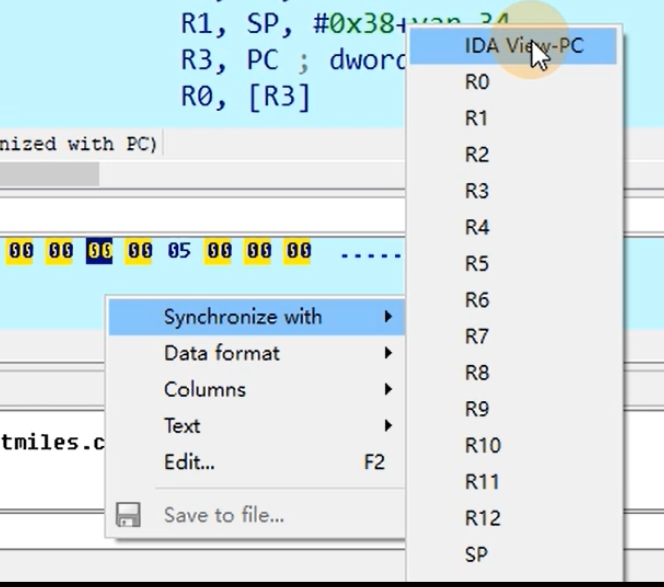 R1, SP, #0x38+van_34
R3, PC ; dword
R0, [R3]
nized with PC)
00 00 00 00 05 00 00 00 .....
tmiles.c
Synchronize with
Data format
Columns
Text
Edit... F2
Save to file...
IDA View-PC
R0
R1
R2
R3
R4
R5
R6
R7
R8
R9
R10
R11
R12
SP